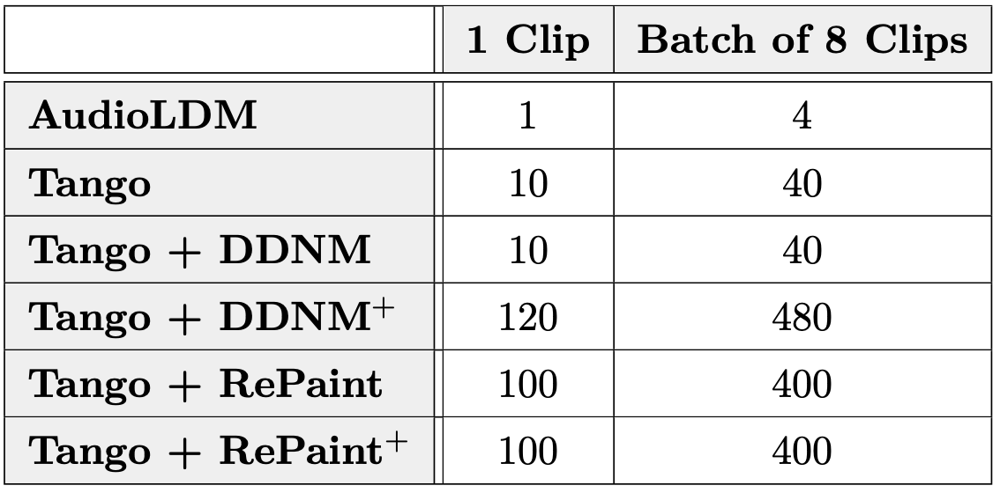 1 Clip Batch of 8 Clips
AudioLDM 1 4
Tango 10 40
Tango + DDNM 10 40
Tango + DDNM⁺ 120 480
Tango + RePaint 100 400
Tango + RePaint⁺ 100 400